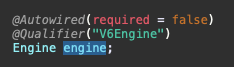 @Autowired(required = false)
@Qualifier("V6Engine")
Engine engine;